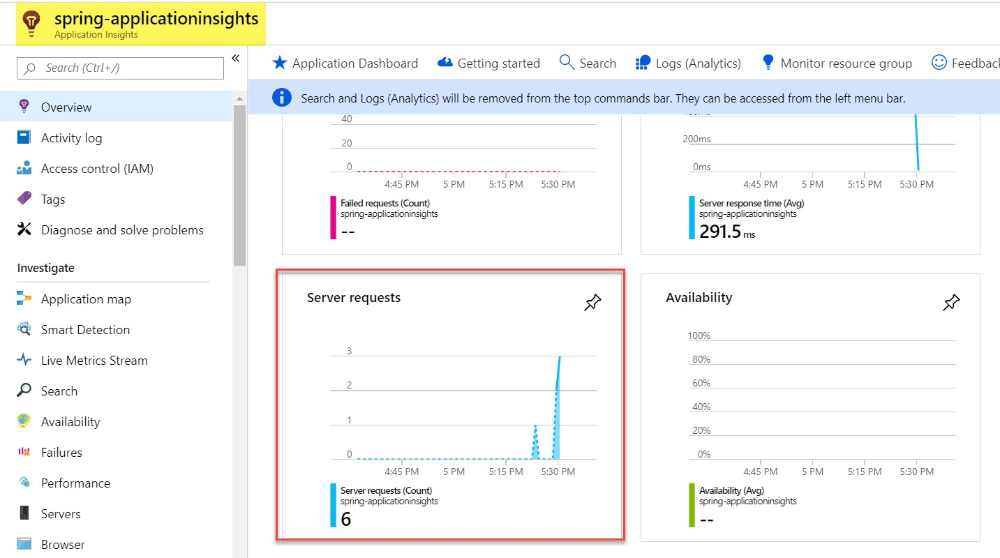 spring-applicationinsights
Application Insights
Search (Ctrl+/)
«
Overview
Activity log
Access control (IAM)
Tags
Diagnose and solve problems
Investigate
Application map
Smart Detection
Live Metrics Stream
Search
Availability
Failures
Performance
Servers
Browser
Application Dashboard
Getting started
Search
Logs (Analytics)
Monitor resource group
Feedback
Search and Logs (Analytics) will be removed from the top commands bar. They can be accessed from the left menu bar.
40
20
0
4:45 PM 5 PM 5:15 PM 5:30 PM
Failed requests (Count)
spring-applicationinsights
--
200ms
0ms
4:45 PM 5 PM 5:15 PM 5:30 PM
Server response time (Avg)
spring-applicationinsights
291.5 ms
Server requests
3
2
1
0
4:45 PM 5 PM 5:15 PM 5:30 PM
Server requests (Count)
spring-applicationinsights
6
Availability
100%
80%
60%
40%
20%
0%
4:45 PM 5 PM 5:15 PM 5:30 PM
Availability (Avg)
spring-applicationinsights
--